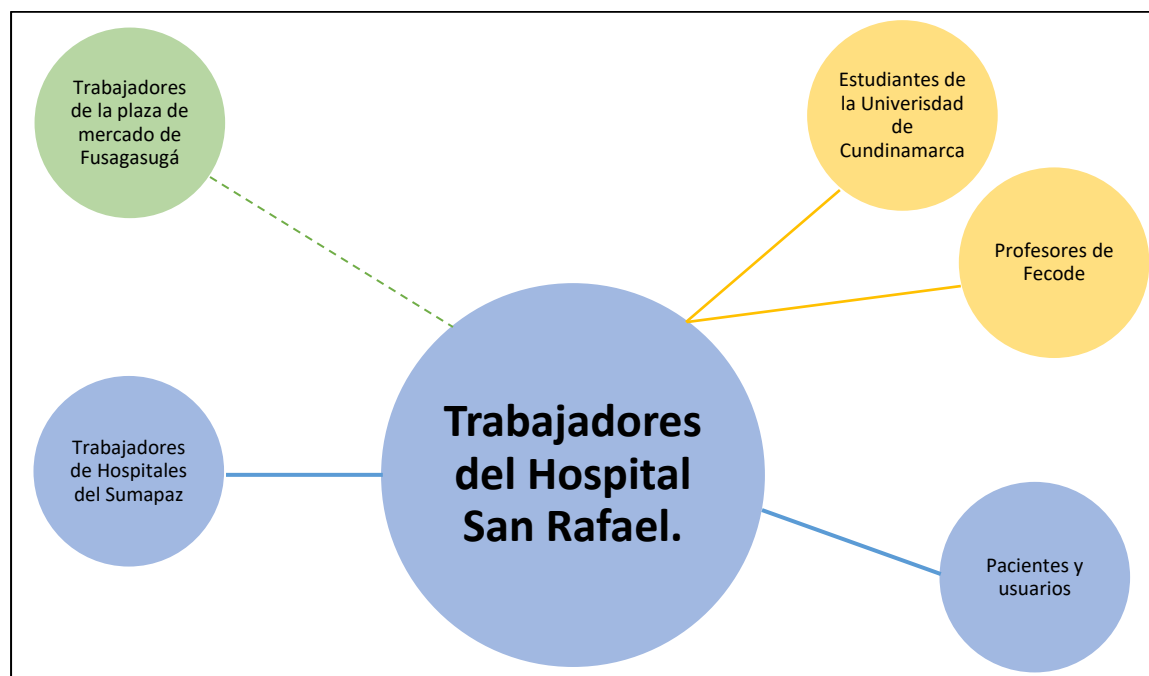 Trabajadores
de la plaza de
mercado de
Fusagasugá
Estudiantes de
la Univerisdad
de
Cundinamarca
Profesores de
Fecode
Trabajadores
del Hospital
San Rafael.
Trabajadores
de Hospitales
del Sumapaz
Pacientes y
usuarios